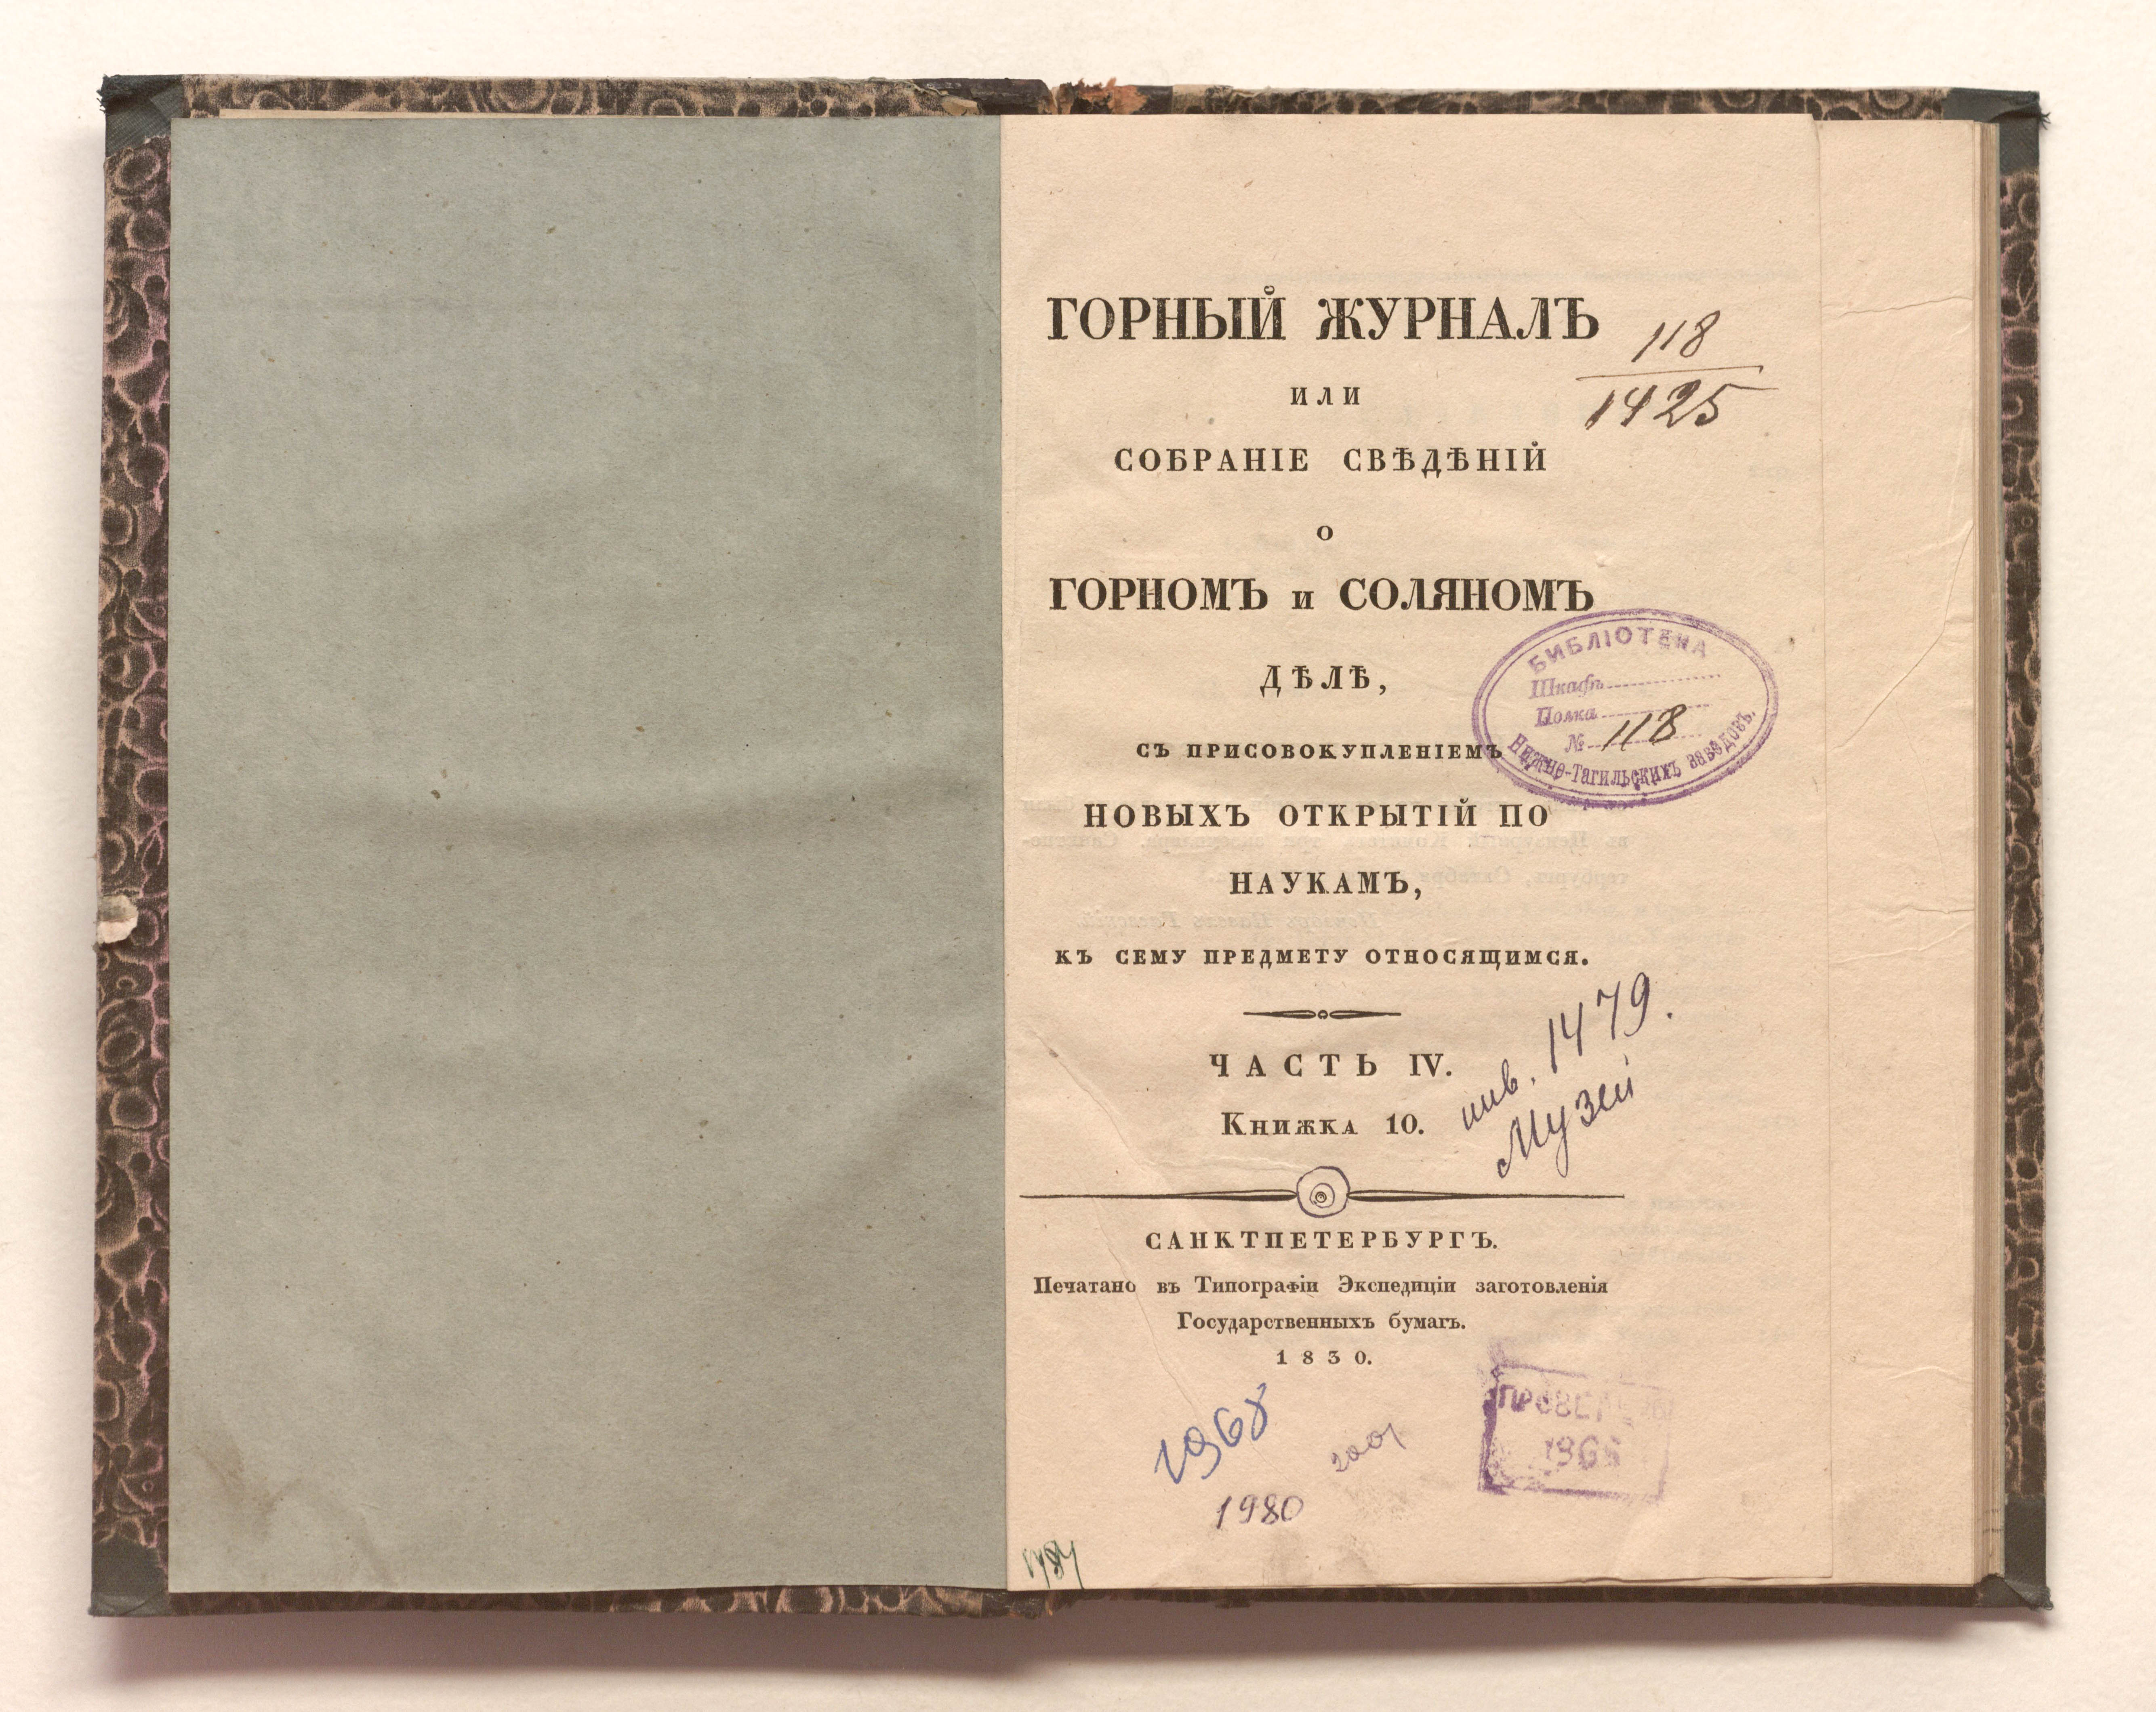 ГОРНЫЙ ЖУРНАЛЪ
118
1425
ИЛИ
СОБРАНІЕ СВѢДѢНІЙ
О
ГОРНОМЪ и СОЛЯНОМЪ
ДѢЛѢ,
БИБЛІОТЕКА
Шкафъ
Полка
№ 118
Нижне-Тагильскихъ заводовъ.
СЪ ПРИСОВОКУПЛЕНІЕМЪ
НОВЫХЪ ОТКРЫТІЙ ПО
НАУКАМЪ,
КЪ СЕМУ ПРЕДМЕТУ ОТНОСЯЩИМСЯ.
ЧАСТЬ IV.
Книжка 10.
инв. 1479.
Музей
САНКТПЕТЕРБУРГЪ.
Печатано въ Типографіи Экспедиціи заготовленія
Государственныхъ бумагъ.
1830.
1968
2001
1980